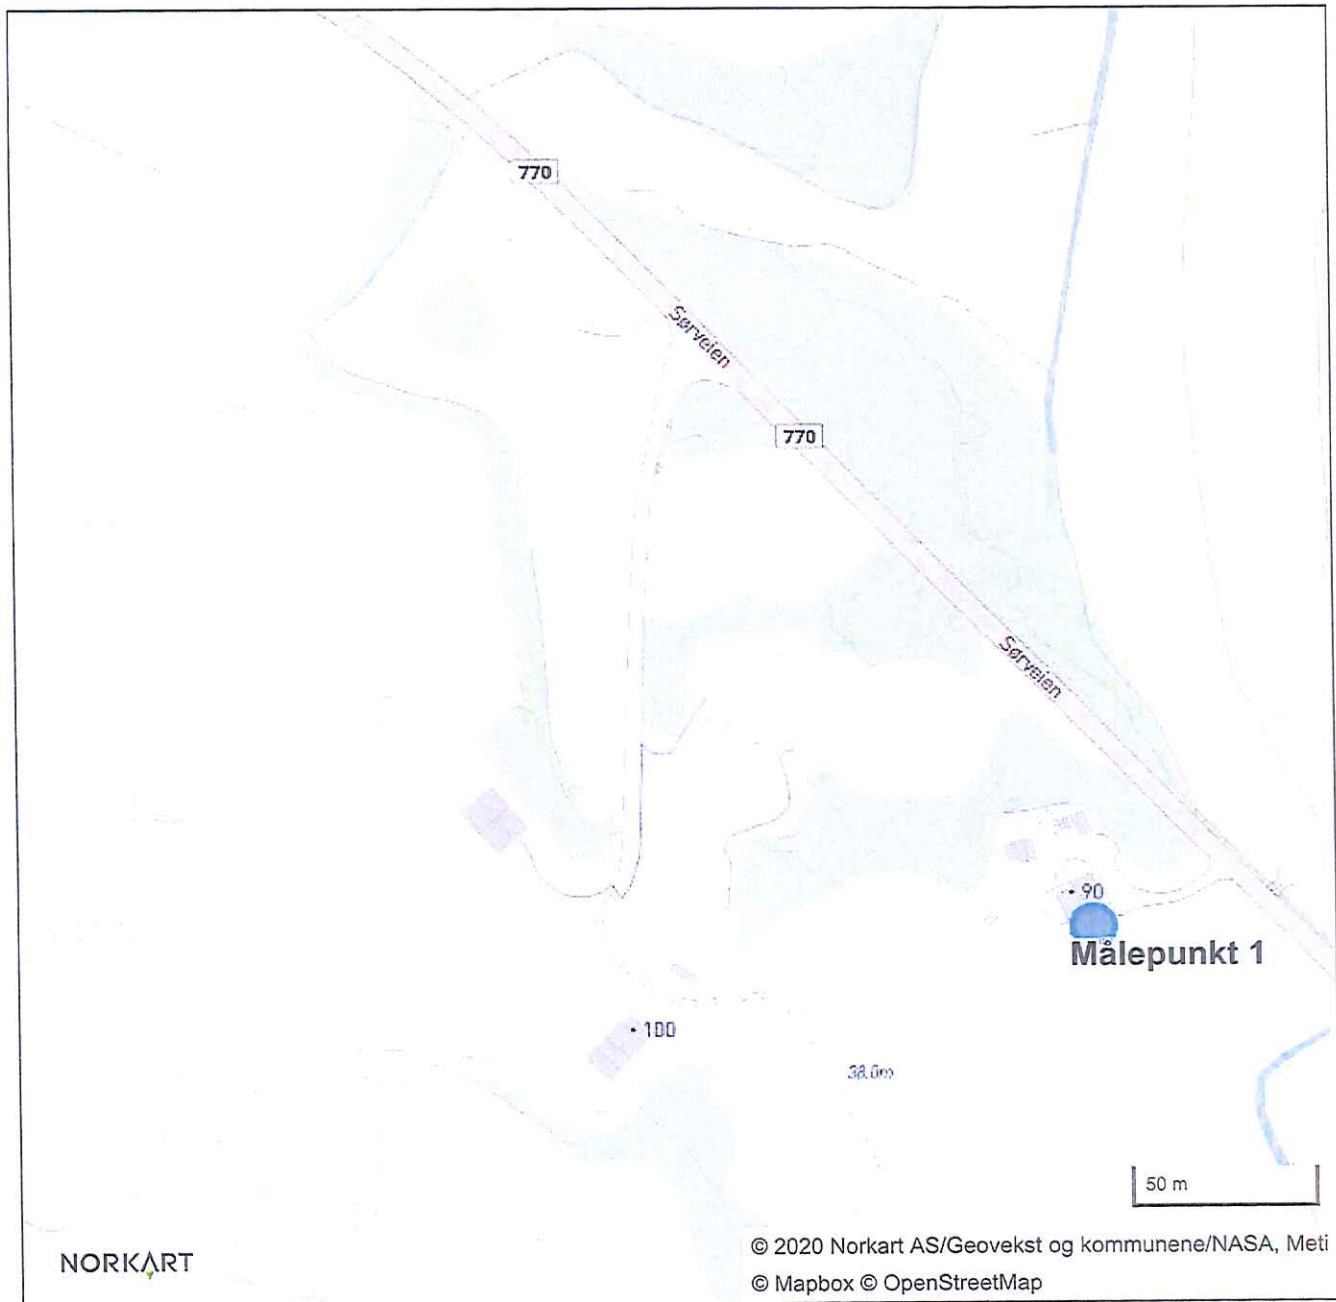 770
Sørveien
770
Sørveien
90
Målepunkt 1
100
38.0m
50 m
NORKART
© 2020 Norkart AS/Geovekst og kommunene/NASA, Meti
© Mapbox © OpenStreetMap